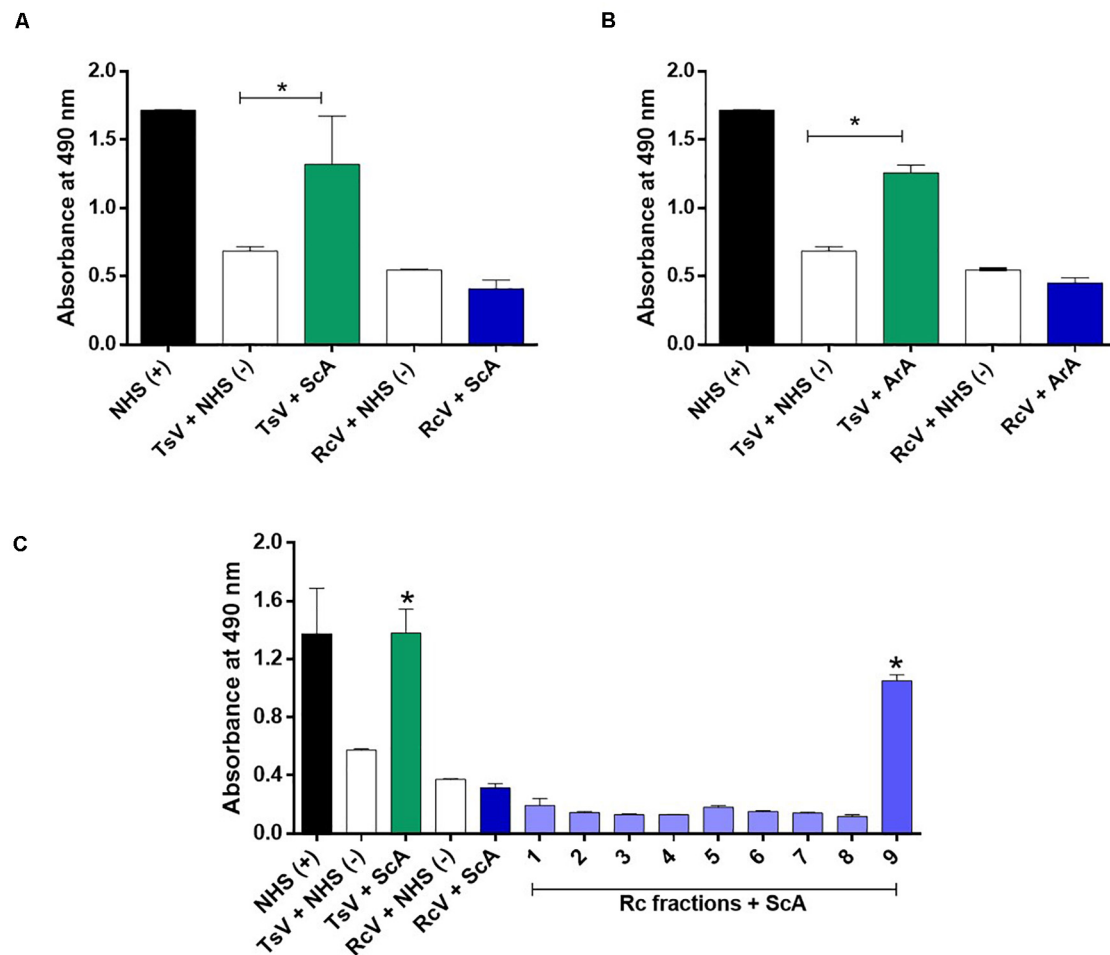 A
Absorbance at 490 nm
2.0
1.5
1.0
0.5
0.0
*
NHS (+)
TsV + NHS (-)
TsV + ScA
RcV + NHS (-)
RcV + ScA
B
Absorbance at 490 nm
2.0
1.5
1.0
0.5
0.0
*
NHS (+)
TsV + NHS (-)
TsV + ArA
RcV + NHS (-)
RcV + ArA
C
Absorbance at 490 nm
2.0
1.6
1.2
0.8
0.4
0.0
*
*
NHS (+)
TsV + NHS (-)
TsV + ScA
RcV + NHS (-)
RcV + ScA
1
2
3
4
5
6
7
8
9
Rc fractions + ScA